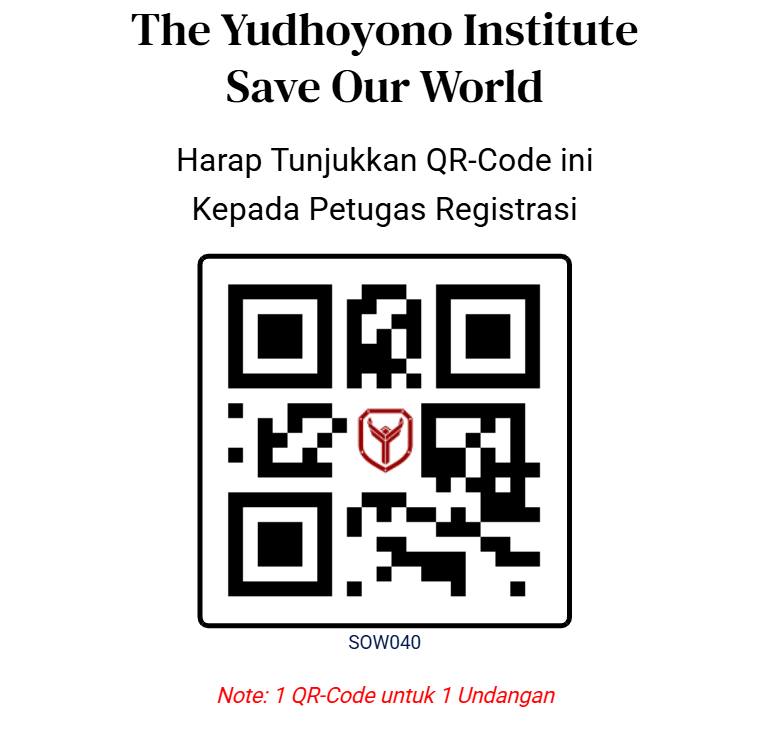 The Yudhoyono Institute
Save Our World
Harap Tunjukkan QR-Code ini
Kepada Petugas Registrasi
SOW040
Note: 1 QR-Code untuk 1 Undangan